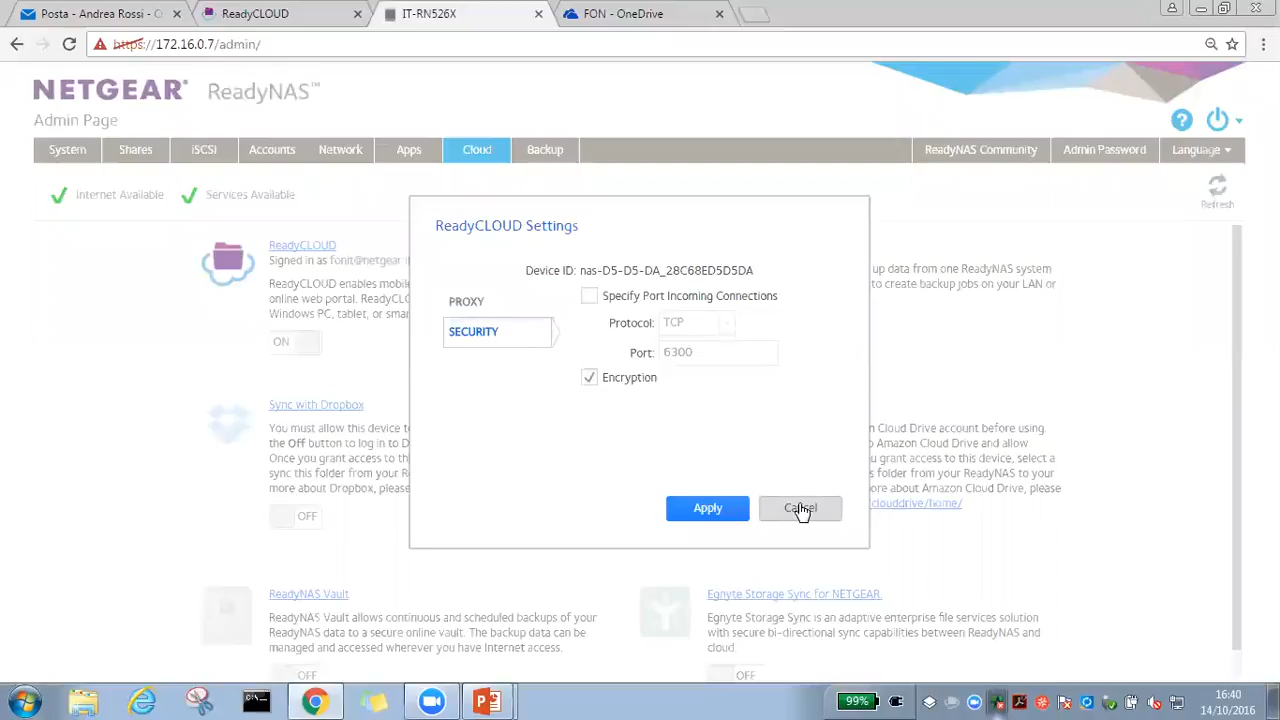 Posta - Andrea Rossi - C
ReadyCLOUD
IT-RN526X
FON - OneDrive
https://172.16.0.7/admin/
NETGEAR® ReadyNAS™
Admin Page
System
Shares
iSCSI
Accounts
Network
Apps
Cloud
Backup
ReadyNAS Community
Admin Password
Language
Internet Available
Services Available
Refresh
ReadyCLOUD
Signed in as
ReadyCLOUD enables
online web portal. ReadyCLO
Windows PC, tablet, or
ON
up data from one ReadyNAS system
to create backup jobs on your LAN or
ReadyCLOUD Settings
Device ID: nas-D5-D5-DA_28C68ED5D5DA
PROXY
SECURITY
Specify Port Incoming Connections
Protocol: TCP
Port: 6300
Encryption
Apply
Cancel
Sync with Dropbox
You must allow this device
the Off button to log in to
Once you grant access to
sync this folder from your
more about Dropbox,
OFF
Cloud Drive account before using.
Amazon Cloud Drive and allow
grant access to this device, select a
folder from your ReadyNAS to your
more about Amazon Cloud Drive, please
clouddrive/home/
ReadyNAS Vault
ReadyNAS Vault allows continuous and scheduled backups of your
ReadyNAS data to a secure online vault. The backup data can be
managed and accessed wherever you have Internet access.
OFF
Egnyte Storage Sync for NETGEAR.
Egnyte Storage Sync is an adaptive enterprise file services solution
with secure bi-directional sync capabilities between ReadyNAS and
cloud.
OFF
99%
16:40
14/10/2016